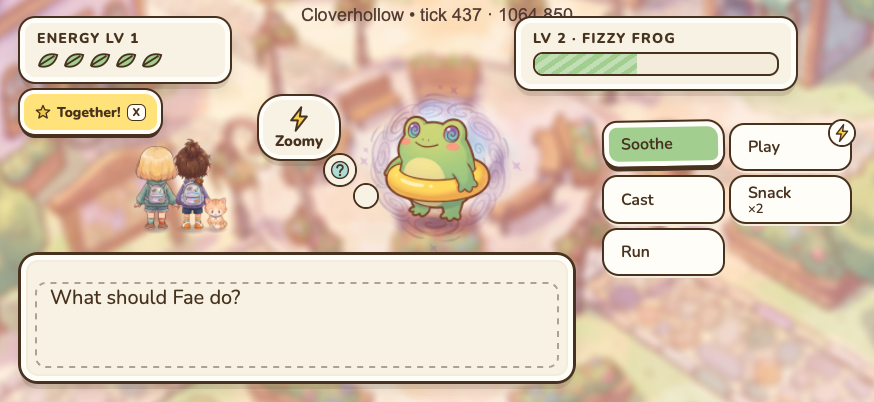 Cloverhollow • tick 437 · 1064,850
ENERGY LV 1
Together! X
Zoomy
?
LV 2 · FIZZY FROG
Soothe
Play
Cast
Snack
×2
Run
What should Fae do?